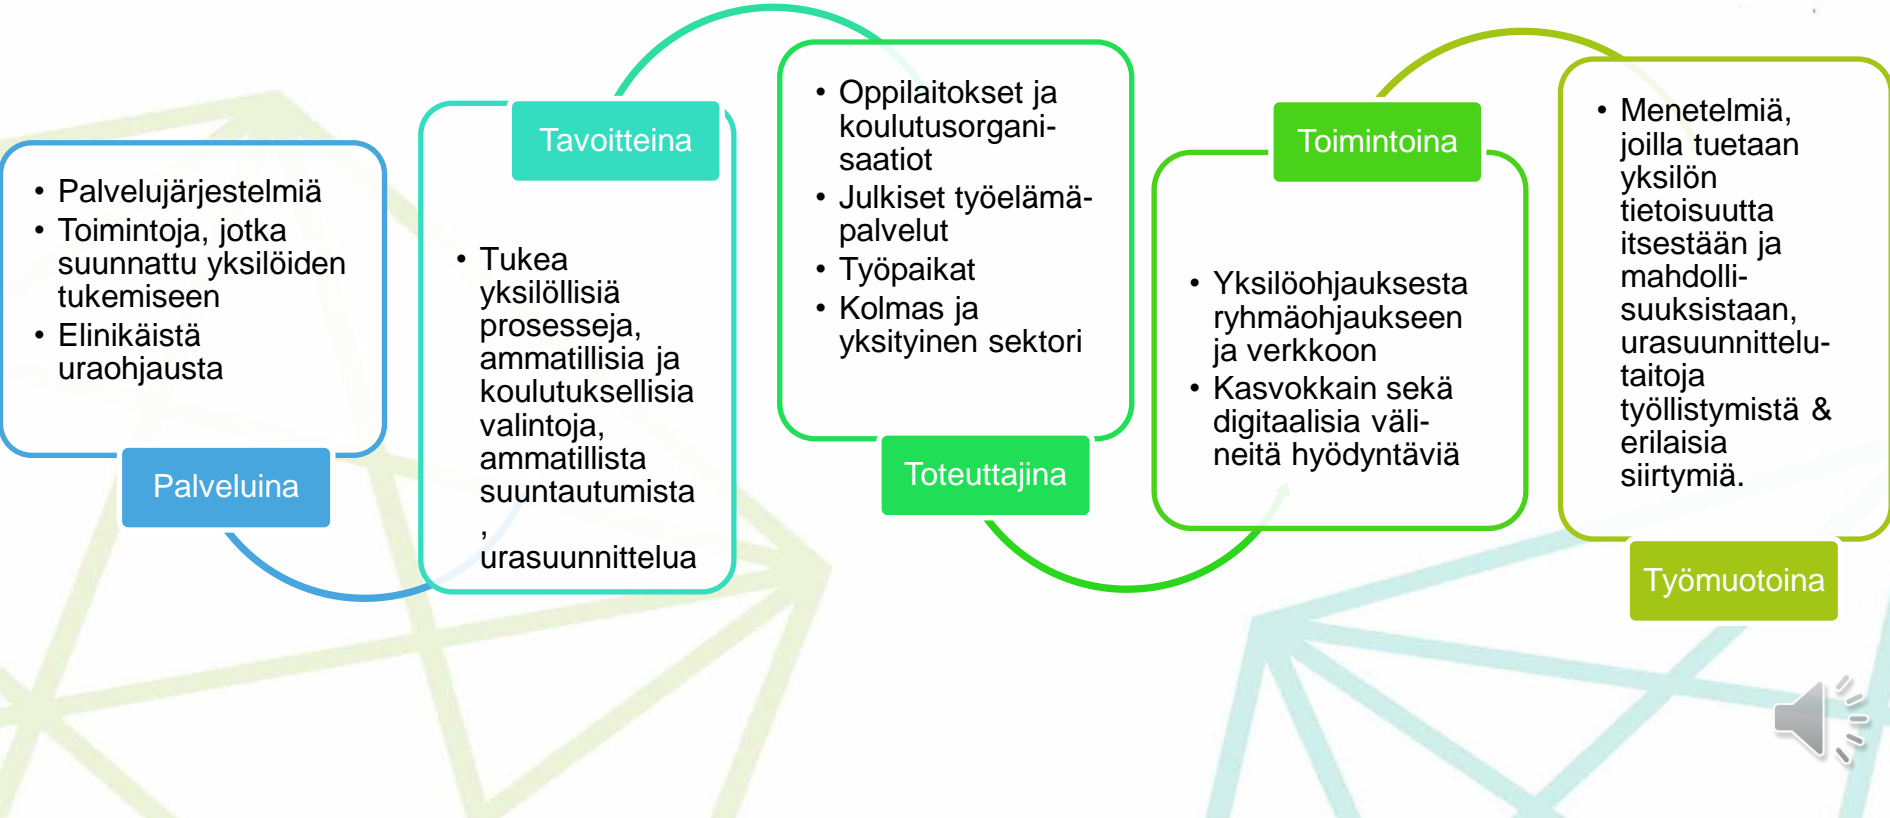 • Palvelujärjestelmiä
• Toimintoja, jotka
suunnattu yksilöiden
tukemiseen
• Elinikäistä
uraohjausta
Palveluina
Tavoitteina
• Tukea
yksilöllisiä
prosesseja,
ammatillisia ja
koulutuksellisia
valintoja,
ammatillista
suuntautumista
,
urasuunnittelua
• Oppilaitokset ja
koulutusorgani-
saatiot
• Julkiset työelämä-
palvelut
• Työpaikat
• Kolmas ja
yksityinen sektori
Toteuttajina
Toimintoina
• Yksilöohjauksesta
ryhmäohjaukseen
ja verkkoon
• Kasvokkain sekä
digitaalisia väli-
neitä hyödyntäviä
• Menetelmiä,
joilla tuetaan
yksilön
tietoisuutta
itsestään ja
mahdolli-
suuksistaan,
urasuunnittelu-
taitoja
työllistymistä &
erilaisia
siirtymiä.
Työmuotoina